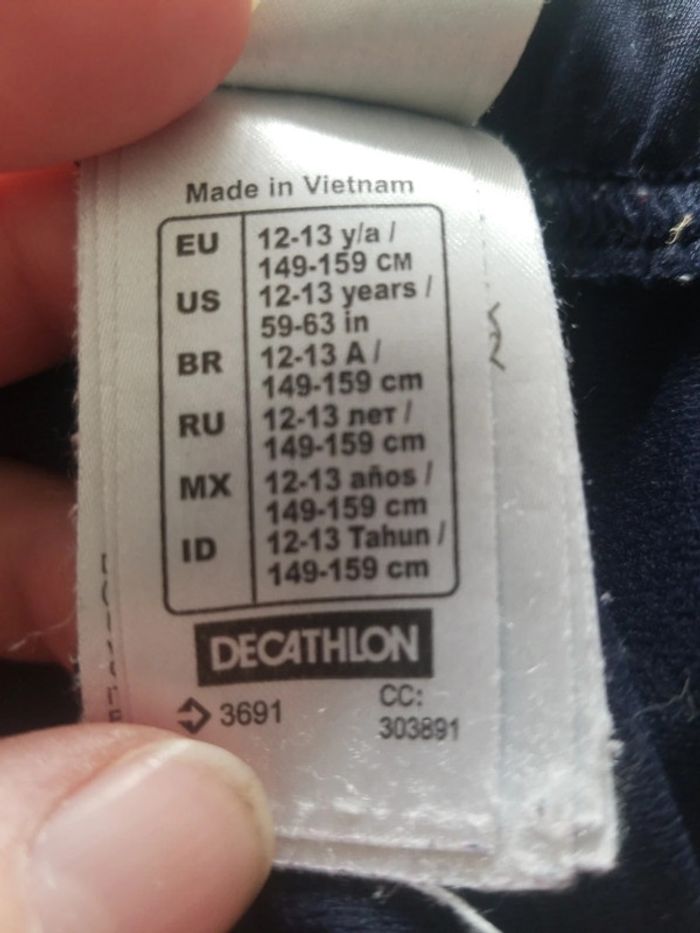 Made in Vietnam
EU 12-13 y/a /
149-159 CM
US 12-13 years /
59-63 in
BR 12-13 A /
149-159 cm
RU 12-13 лет /
149-159 cm
MX 12-13 años /
149-159 cm
ID 12-13 Tahun /
149-159 cm
DECATHLON
3691
CC:
303891